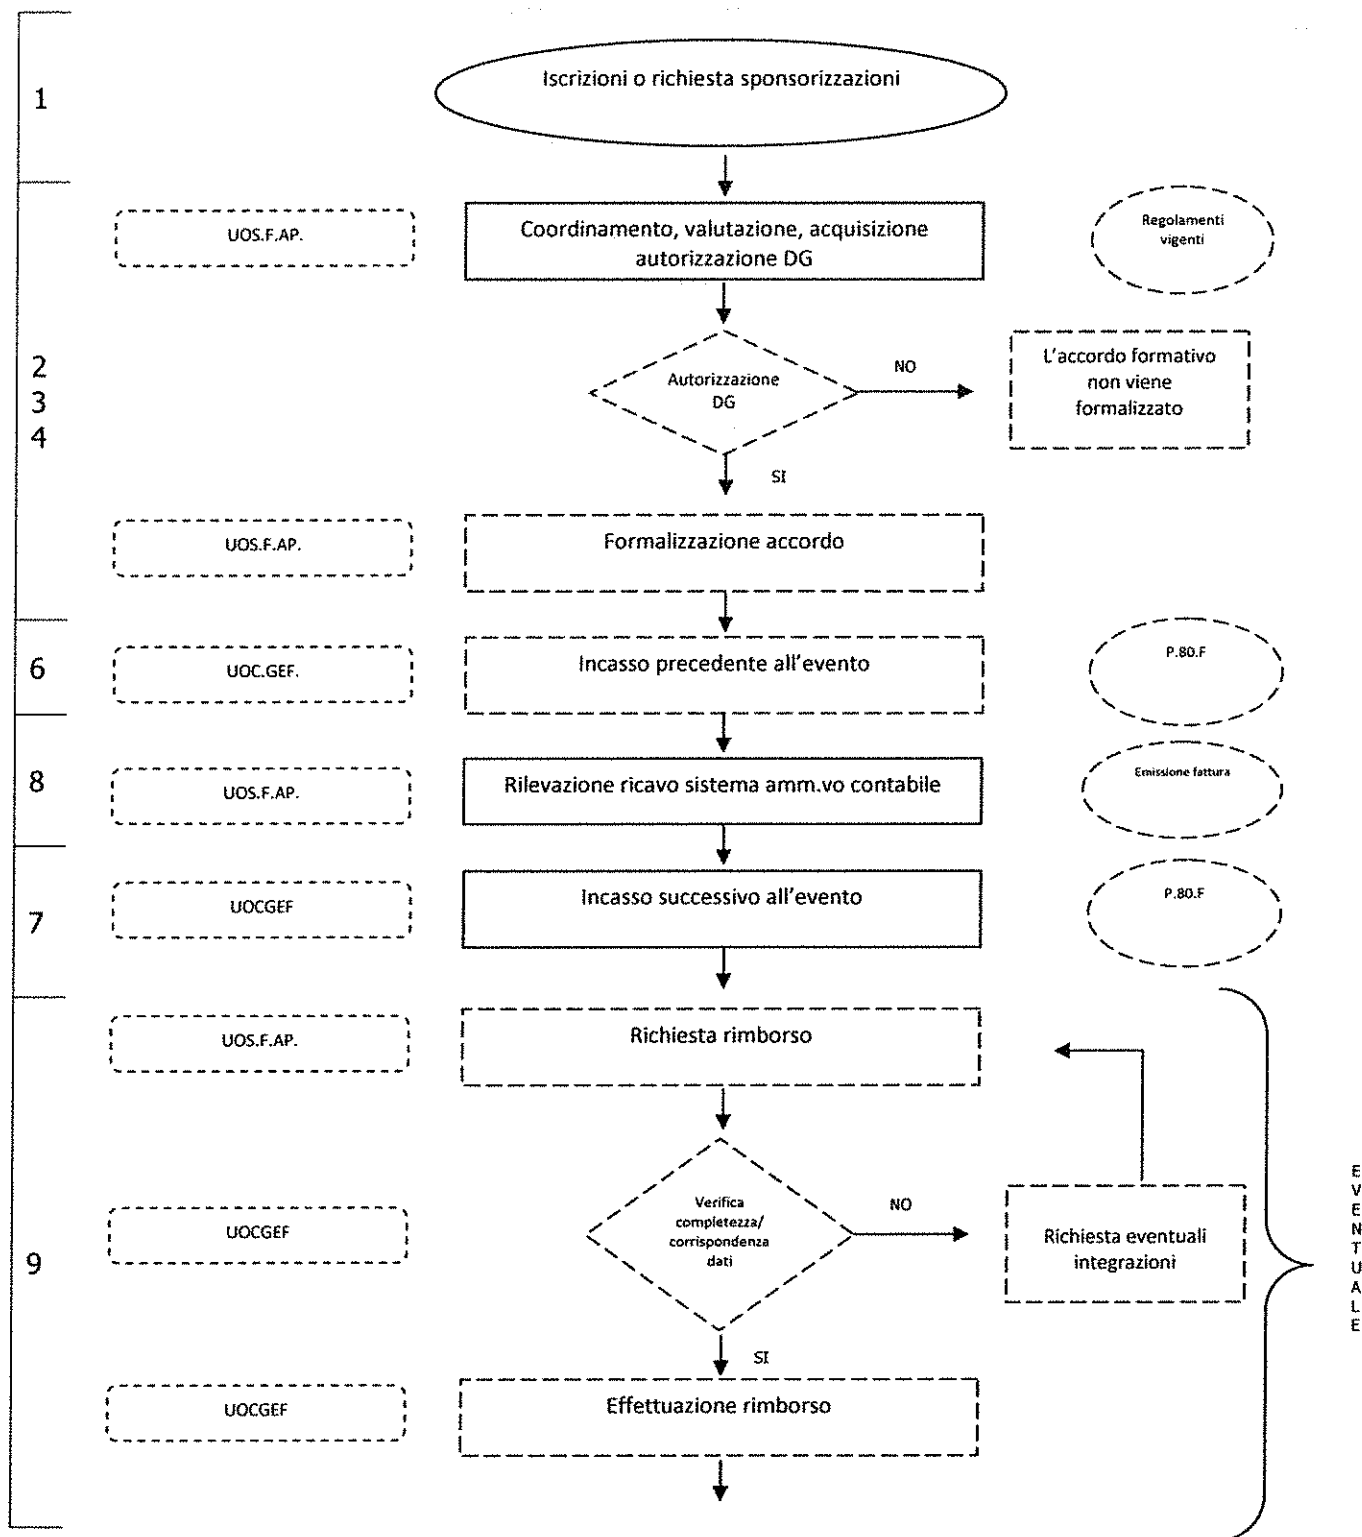 1
Iscrizioni o richiesta sponsorizzazioni
UOS.F.AP.
Coordinamento, valutazione, acquisizione
autorizzazione DG
Regolamenti
vigenti
2
3
4
Autorizzazione
DG
NO
L'accordo formativo
non viene
formalizzato
SI
UOS.F.AP.
Formalizzazione accordo
6
UOC.GEF.
Incasso precedente all'evento
P.80.F
8
UOS.F.AP.
Rilevazione ricavo sistema amm.vo contabile
Emissione fattura
7
UOCGEF
Incasso successivo all'evento
P.80.F
UOS.F.AP.
Richiesta rimborso
9
UOCGEF
Verifica
completezza/
corrispondenza
dati
NO
Richiesta eventuali
integrazioni
E
V
E
N
T
U
A
L
E
SI
UOCGEF
Effettuazione rimborso